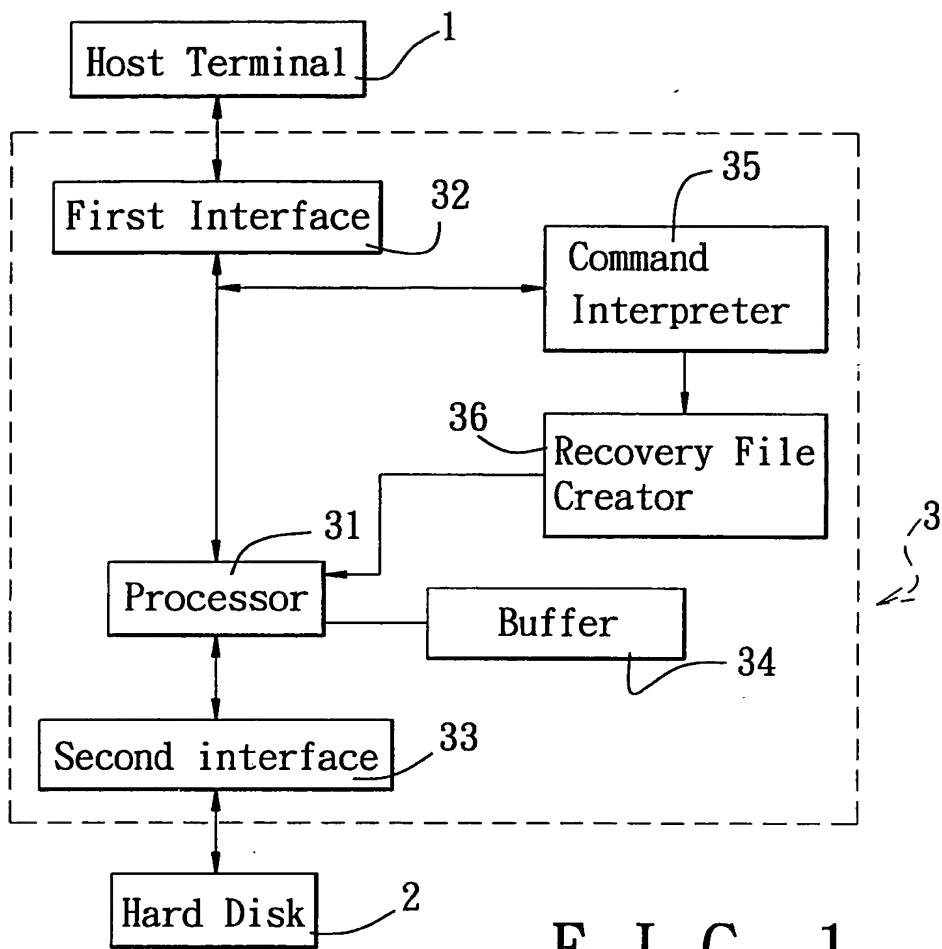 1
Host Terminal
35
First Interface
32
Command
Interpreter
36
Recovery File
Creator
3
31
Processor
Buffer
34
33
Second interface
2
Hard Disk
FIG. 1